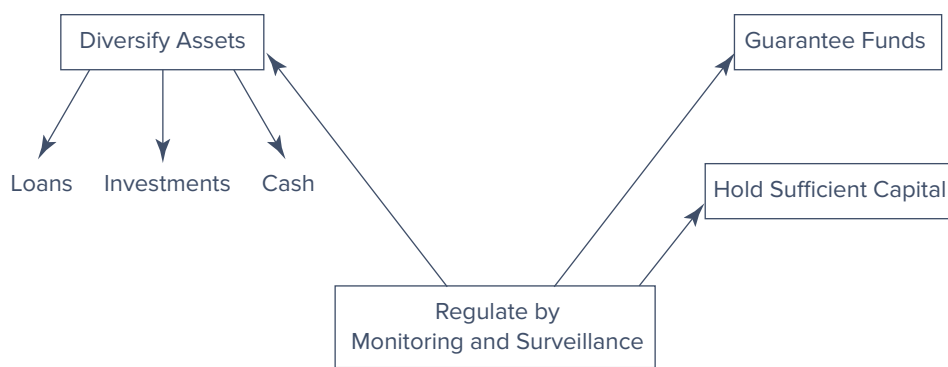 Diversify Assets
Guarantee Funds
Loans
Investments
Cash
Hold Sufficient Capital
Regulate by
Monitoring and Surveillance